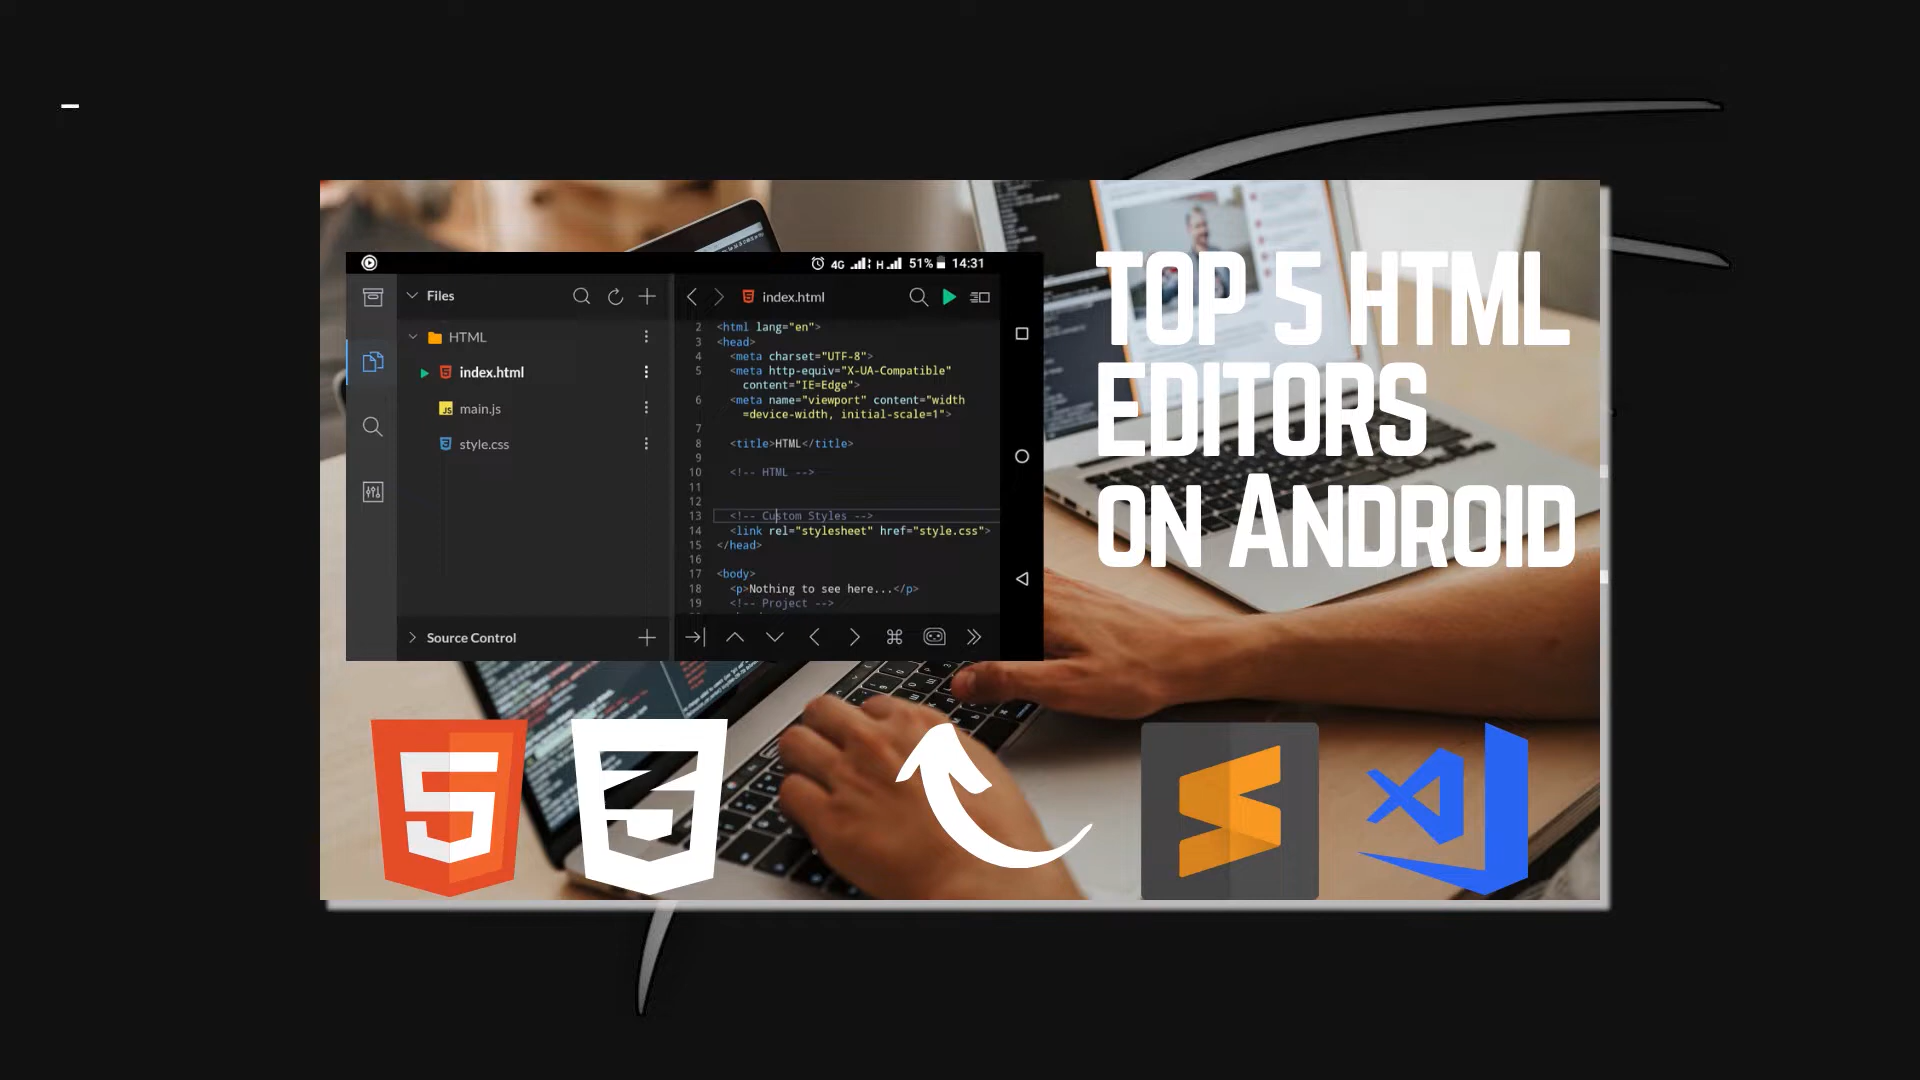 –
4G H 51% 14:31
Files
HTML
index.html
main.js
JS
style.css
Source Control
index.html
2 <html lang="en">
3 <head>
4 <meta charset="UTF-8">
5 <meta http-equiv="X-UA-Compatible"
content="IE=Edge">
6 <meta name="viewport" content="width
=device-width, initial-scale=1">
7
8 <title>HTML</title>
9
10 <!-- HTML -->
11
12
13 <!-- Custom Styles -->
14 <link rel="stylesheet" href="style.css">
15 </head>
16
17 <body>
18 <p>Nothing to see here...</p>
19 <!-- Project -->
TOP 5 HTML
EDITORS
ON ANDROID
5